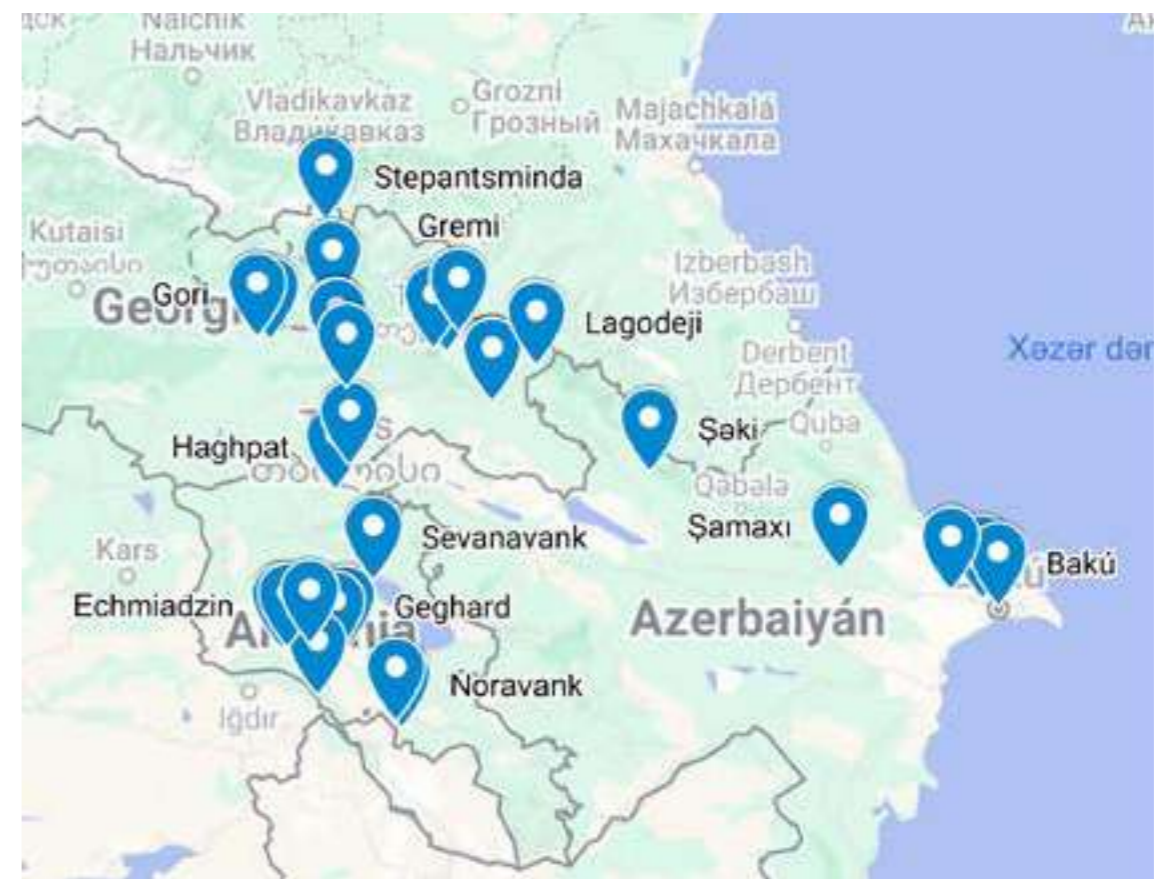 Nalchik
Нальчик
Vladikavkaz
Владикавказ
Grozni
Грозный
Majachkalá
Махачкала
Stepantsminda
Gremi
Kutaisi
Izberbash
Избербаш
Gori
Lagodeji
Derbent
Дербент
Xəzər dən
Haghpat
Şəki
Quba
Qəbələ
Sevanavank
Şamaxı
Kars
Bakú
Echmiadzin
Geghard
Azerbaiyán
Noravank
Iğdır